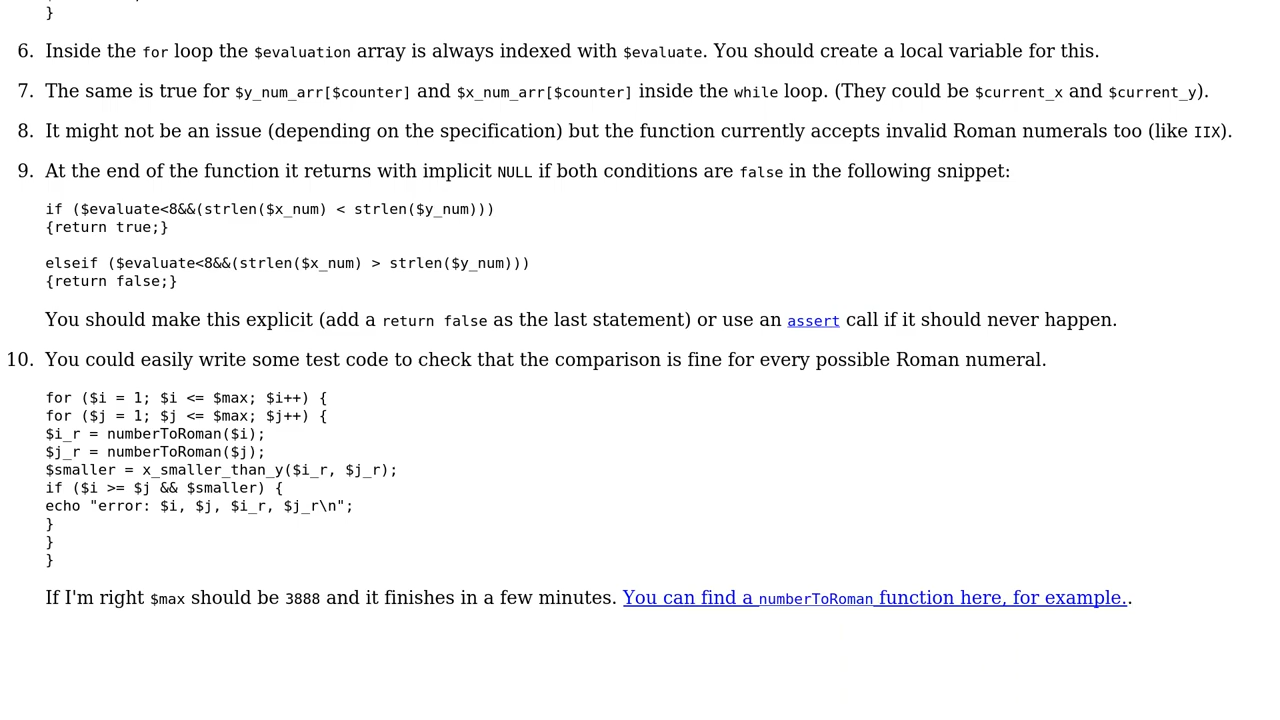 }
6. Inside the for loop the $evaluation array is always indexed with $evaluate. You should create a local variable for this.
7. The same is true for $y_num_arr[$counter] and $x_num_arr[$counter] inside the while loop. (They could be $current_x and $current_y).
8. It might not be an issue (depending on the specification) but the function currently accepts invalid Roman numerals too (like IIX).
9. At the end of the function it returns with implicit NULL if both conditions are false in the following snippet:
if ($evaluate<8&&(strlen($x_num) < strlen($y_num)))
{return true;}
elseif ($evaluate<8&&(strlen($x_num) > strlen($y_num)))
{return false;}
You should make this explicit (add a return false as the last statement) or use an assert call if it should never happen.
10. You could easily write some test code to check that the comparison is fine for every possible Roman numeral.
for ($i = 1; $i <= $max; $i++) {
for ($j = 1; $j <= $max; $j++) {
$i_r = numberToRoman($i);
$j_r = numberToRoman($j);
$smaller = x_smaller_than_y($i_r, $j_r);
if ($i >= $j && $smaller) {
echo "error: $i, $j, $i_r, $j_r\n";
}
}
}
If I'm right $max should be 3888 and it finishes in a few minutes. You can find a numberToRoman function here, for example..